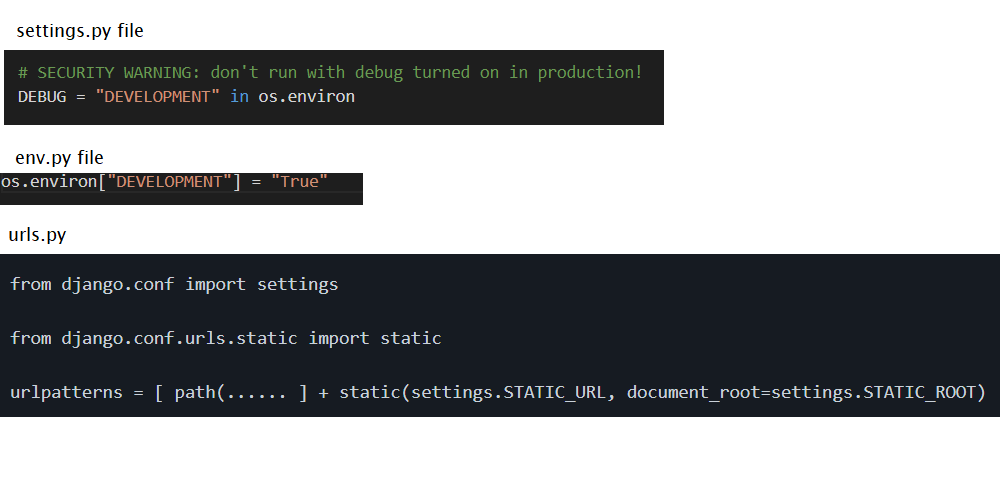 settings.py file
# SECURITY WARNING: don't run with debug turned on in production!
DEBUG = "DEVELOPMENT" in os.environ
env.py file
os.environ["DEVELOPMENT"] = "True"
urls.py
from django.conf import settings
from django.conf.urls.static import static
urlpatterns = [ path(...... ] + static(settings.STATIC_URL, document_root=settings.STATIC_ROOT)